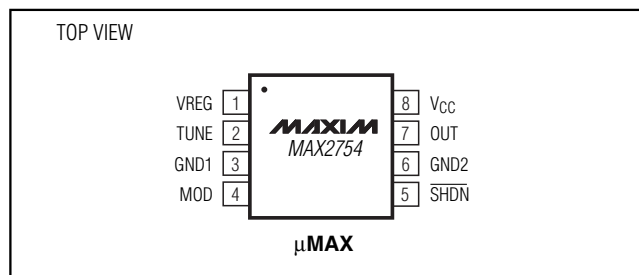 TOP VIEW
VREG 1
TUNE 2
GND1 3
MOD 4
MAXIM
MAX2754
8 VCC
7 OUT
6 GND2
5 SHDN
μMAX